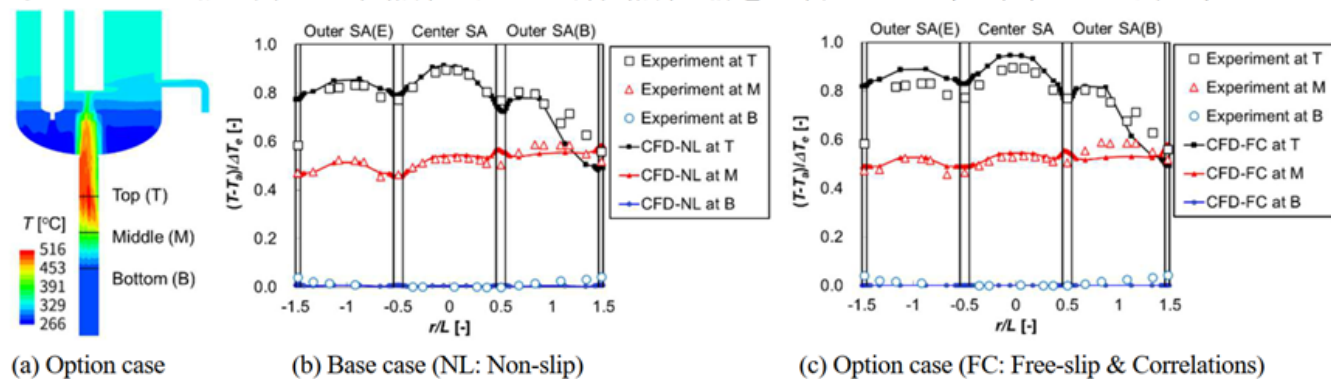 Top (T)
Middle (M)
Bottom (B)
T [°C]
516
453
391
329
266
(a) Option case
Outer SA(E) Center SA Outer SA(B)
(T-Ta)/ΔTe [-]
1.0
0.8
0.6
0.4
0.2
0.0
-1.5 -1 -0.5 0 0.5 1 1.5
r/L [-]
Experiment at T
Experiment at M
Experiment at B
CFD-NL at T
CFD-NL at M
CFD-NL at B
(b) Base case (NL: Non-slip)
Outer SA(E) Center SA Outer SA(B)
(T-Ta)/ΔTe [-]
1.0
0.8
0.6
0.4
0.2
0.0
-1.5 -1 -0.5 0 0.5 1 1.5
r/L [-]
Experiment at T
Experiment at M
Experiment at B
CFD-FC at T
CFD-FC at M
CFD-FC at B
(c) Option case (FC: Free-slip & Correlations)